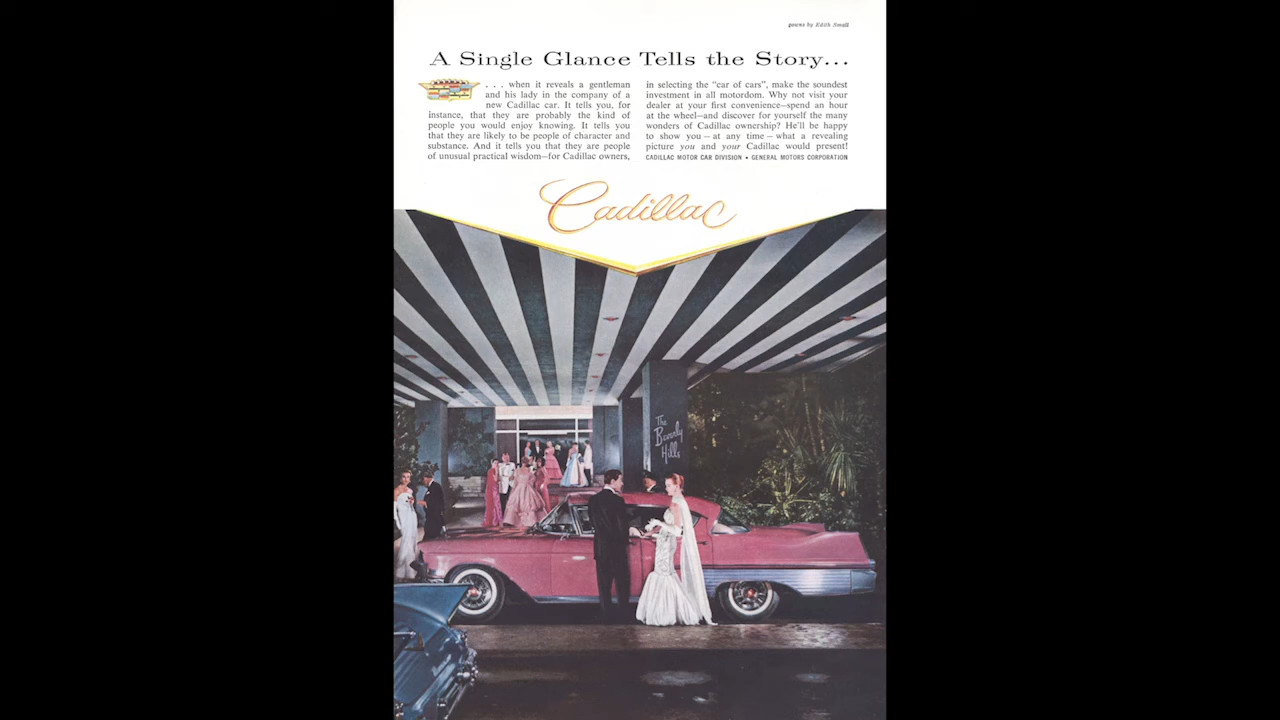 gowns by Edith Small
A Single Glance Tells the Story...
. . . when it reveals a gentleman
and his lady in the company of a
new Cadillac car. It tells you, for
instance, that they are probably the kind of
people you would enjoy knowing. It tells you
that they are likely to be people of character and
substance. And it tells you that they are people
of unusual practical wisdom—for Cadillac owners,
in selecting the “car of cars”, make the soundest
investment in all motordom. Why not visit your
dealer at your first convenience—spend an hour
at the wheel—and discover for yourself the many
wonders of Cadillac ownership? He'll be happy
to show you — at any time — what a revealing
picture you and your Cadillac would present!
CADILLAC MOTOR CAR DIVISION • GENERAL MOTORS CORPORATION
Cadillac
The
Beverly
Hills